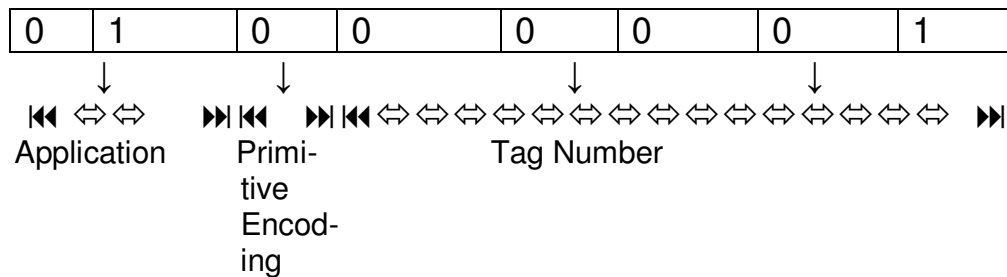 0 1 0 0 0 0 0 1
↓ ↓ ↓ ↓
⏮ ⬄ ⬄ ⏭ ⏮ ⏭ ⏮ ⬄ ⬄ ⬄ ⬄ ⬄ ⬄ ⬄ ⬄ ⬄ ⬄ ⬄ ⬄ ⬄ ⬄ ⬄ ⏭
Application Primi- Tag Number
tive
Encod-
ing